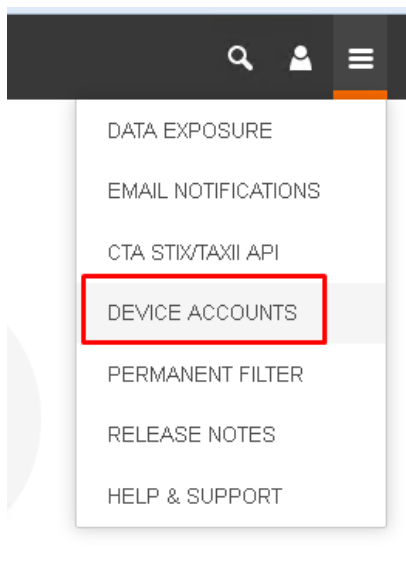 DATA EXPOSURE
EMAIL NOTIFICATIONS
CTA STIX/TAXII API
DEVICE ACCOUNTS
PERMANENT FILTER
RELEASE NOTES
HELP & SUPPORT